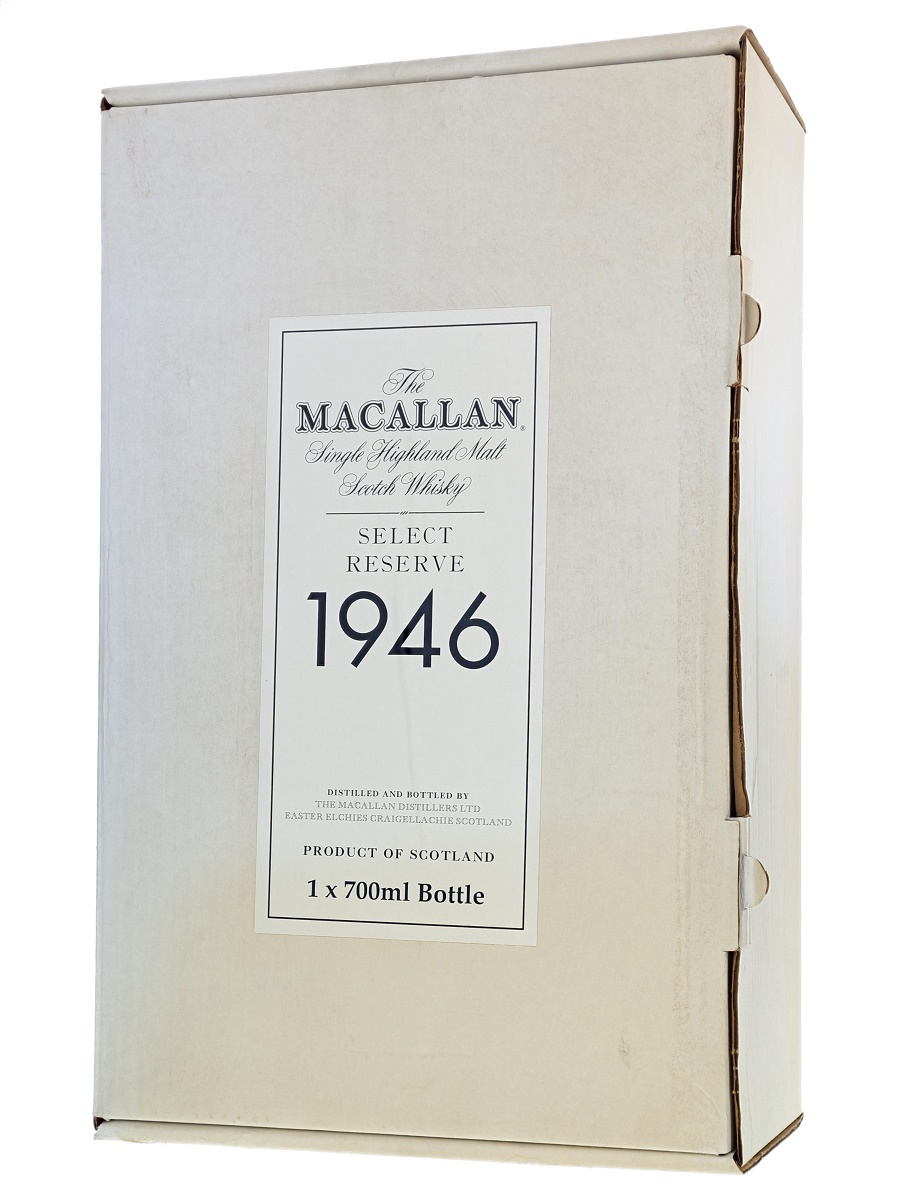 The
MACALLAN®
Single Highland Malt
Scotch Whisky
SELECT
RESERVE
1946
DISTILLED AND BOTTLED BY
THE MACALLAN DISTILLERS LTD
EASTER ELCHIES CRAIGELLACHIE SCOTLAND
PRODUCT OF SCOTLAND
1 x 700ml Bottle